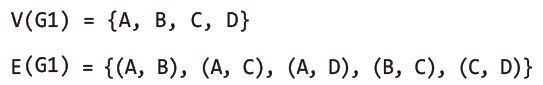 V(G1) = {A, B, C, D}
E(G1) = {(A, B), (A, C), (A, D), (B, C), (C, D)}